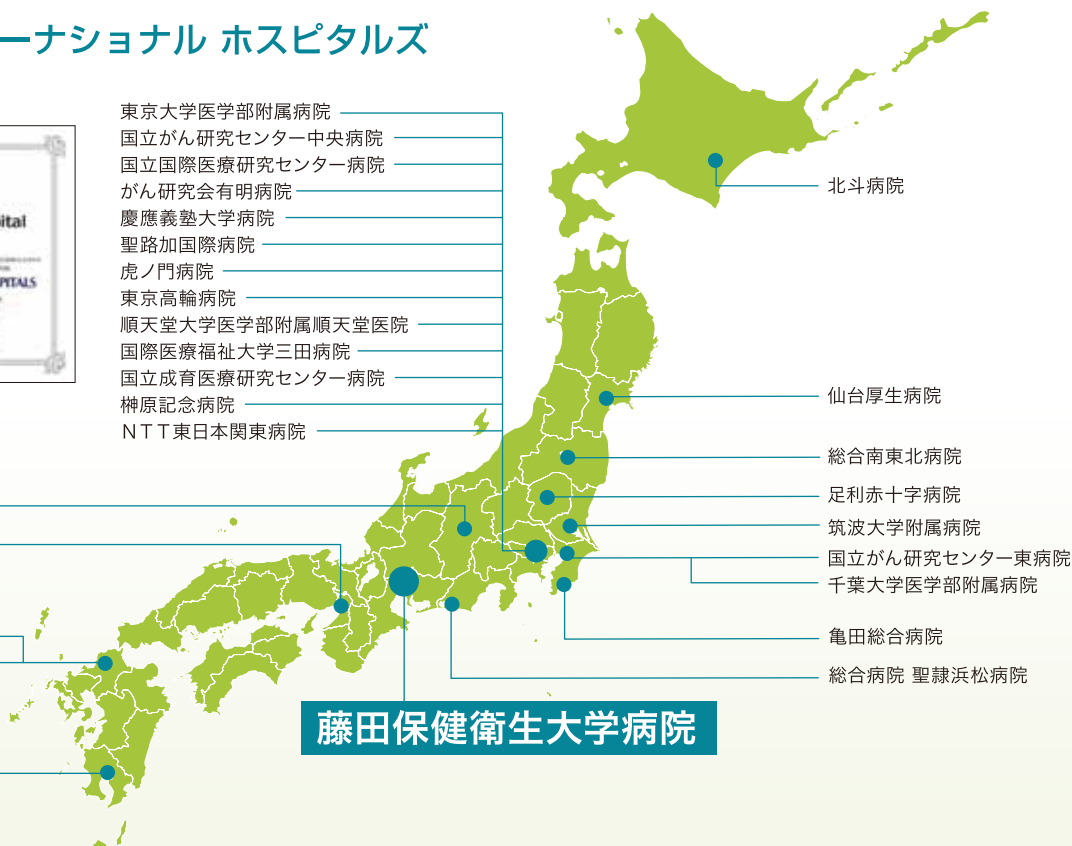 ーナショナル ホスピタルズ
東京大学医学部附属病院
国立がん研究センター中央病院
国立国際医療研究センター病院
がん研究会有明病院
慶應義塾大学病院
聖路加国際病院
虎ノ門病院
東京高輪病院
順天堂大学医学部附属順天堂医院
国際医療福祉大学三田病院
国立成育医療研究センター病院
榊原記念病院
ＮＴＴ東日本関東病院
ital
PITALS
北斗病院
仙台厚生病院
総合南東北病院
足利赤十字病院
筑波大学附属病院
国立がん研究センター東病院
千葉大学医学部附属病院
亀田総合病院
総合病院 聖隷浜松病院
藤田保健衛生大学病院